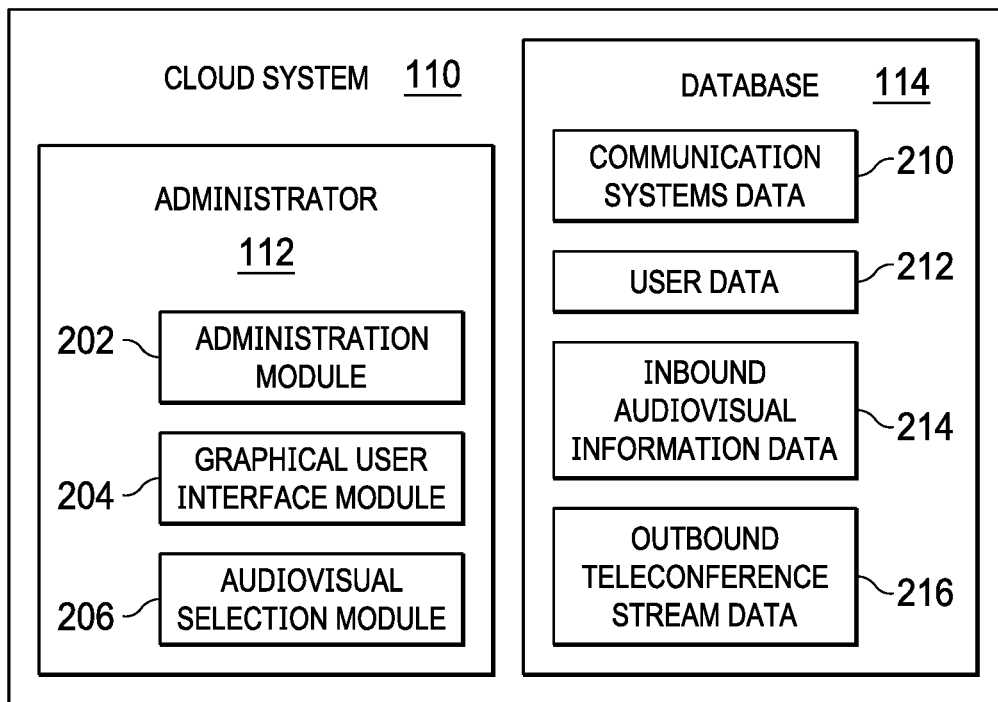 CLOUD SYSTEM 110
ADMINISTRATOR
112
202
ADMINISTRATION
MODULE
204
GRAPHICAL USER
INTERFACE MODULE
206
AUDIOVISUAL
SELECTION MODULE
DATABASE 114
COMMUNICATION
SYSTEMS DATA
210
USER DATA
212
INBOUND
AUDIOVISUAL
INFORMATION DATA
214
OUTBOUND
TELECONFERENCE
STREAM DATA
216